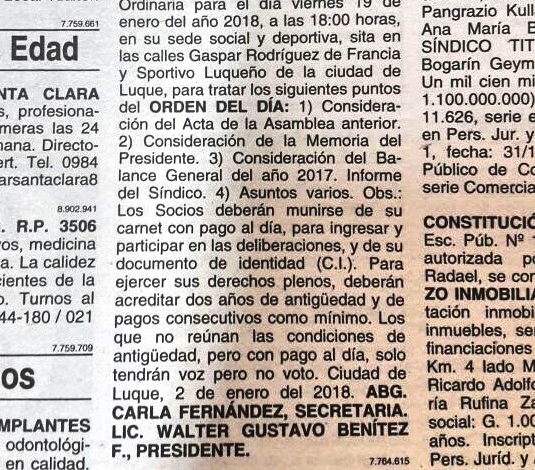 7.759.661
Edad
NTA CLARA
s, profesiona-
meras las 24
mana. Directo-
ert. Tel. 0984
arsantaclara8
8.902.941
. R.P. 3506
vos, medicina
a. La calidez
cientes de la
o. Turnos al
44-180 / 021
7.759.709
OS
MPLANTES
odontológi-
en calidad.
Ordinaria para el día viernes 19 de
enero del año 2018, a las 18:00 horas,
en su sede social y deportiva, sita en
las calles Gaspar Rodríguez de Francia
y Sportivo Luqueño de la ciudad de
Luque, para tratar los siguientes puntos
del ORDEN DEL DÍA: 1) Considera-
ción del Acta de la Asamblea anterior.
2) Consideración de la Memoria del
Presidente. 3) Consideración del Ba-
lance General del año 2017. Informe
del Síndico. 4) Asuntos varios. Obs.:
Los Socios deberán munirse de su
carnet con pago al día, para ingresar y
participar en las deliberaciones, y de su
documento de identidad (C.I.). Para
ejercer sus derechos plenos, deberán
acreditar dos años de antigüedad y de
pagos consecutivos como mínimo. Los
que no reúnan las condiciones de
antigüedad, pero con pago al día, solo
tendrán voz pero no voto. Ciudad de
Luque, 2 de enero del 2018. ABG.
CARLA FERNÁNDEZ, SECRETARIA.
LIC. WALTER GUSTAVO BENÍTEZ
F., PRESIDENTE.
7.764.615
Pangrazio Kull
Ana María B
SÍNDICO TIT
Bogarín Geym
Un mil cien mi
1.100.000.000)
11.626, serie e
en Pers. Jur. y
1, fecha: 31/1
Público de Co
serie Comercia
CONSTITUCIÓ
Esc. Púb. Nº 1
autorizada po
Radael, se con
ZO INMOBILIA
tación inmobi
inmuebles, ser
financiaciones
Km. 4 lado M
Ricardo Adolfo
ría Rufina Za
social: G. 1.00
años. Inscript
Pers. Juríd. y